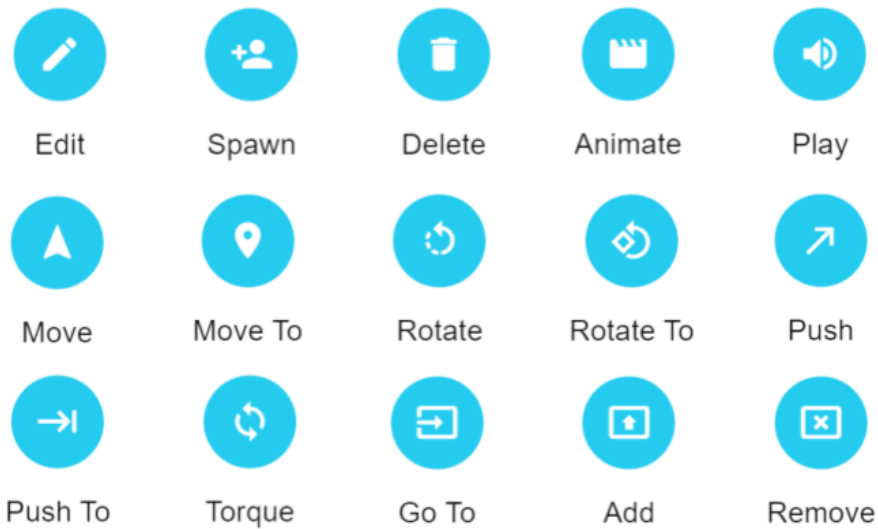 Edit Spawn Delete Animate Play
Move Move To Rotate Rotate To Push
Push To Torque Go To Add Remove